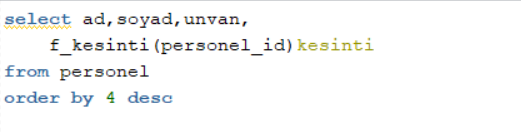 select ad,soyad,unvan,
f_kesinti(personel_id)kesinti
from personel
order by 4 desc